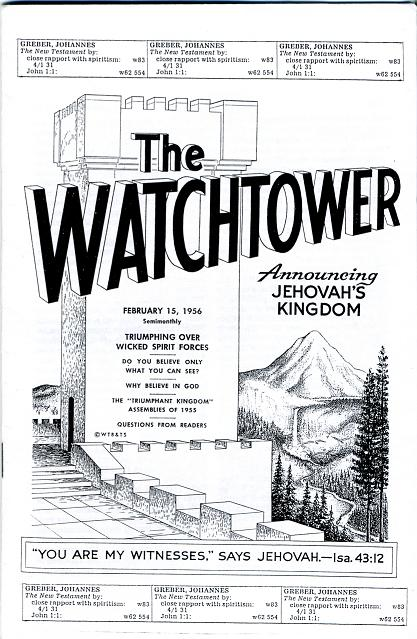 GREBER, JOHANNES
The New Testament by:
close rapport with spiritism: w83
4/1 31
John 1:1: w62 554
GREBER, JOHANNES
The New Testament by:
close rapport with spiritism: w83
4/1 31
John 1:1: w62 554
GREBER, JOHANNES
The New Testament by:
close rapport with spiritism: w83
4/1 31
John 1:1: w62 554
The
WATCHTOWER
Announcing
JEHOVAH'S
KINGDOM
FEBRUARY 15, 1956
Semimonthly
TRIUMPHING OVER
WICKED SPIRIT FORCES
DO YOU BELIEVE ONLY
WHAT YOU CAN SEE?
WHY BELIEVE IN GOD
THE "TRIUMPHANT KINGDOM"
ASSEMBLIES OF 1955
QUESTIONS FROM READERS
©WTB&TS
"YOU ARE MY WITNESSES," SAYS JEHOVAH.—Isa. 43:12
GREBER, JOHANNES
The New Testament by:
close rapport with spiritism: w83
4/1 31
John 1:1: w62 554
GREBER, JOHANNES
The New Testament by:
close rapport with spiritism: w83
4/1 31
John 1:1: w62 554
GREBER, JOHANNES
The New Testament by:
close rapport with spiritism: w83
4/1 31
John 1:1: w62 554